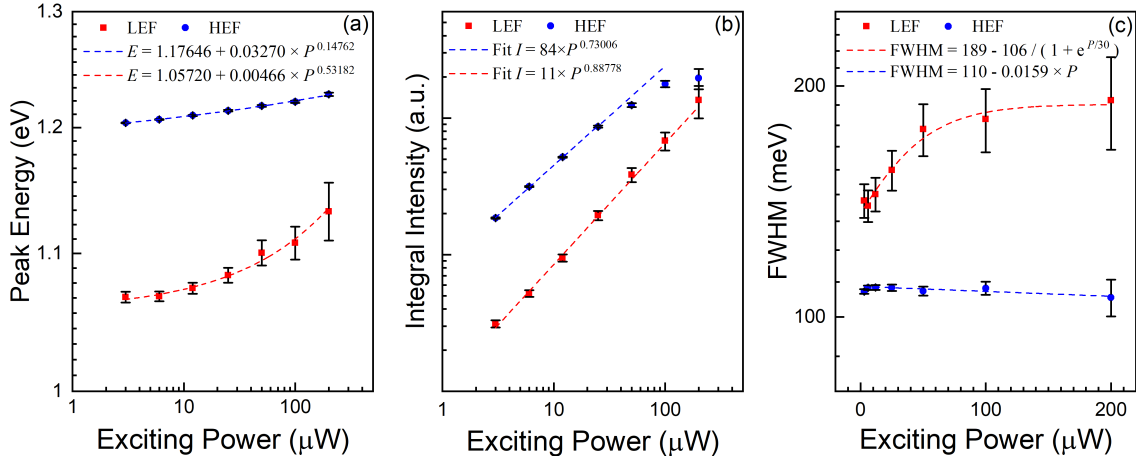 (a)
LEF HEF
E = 1.17646 + 0.03270 × P^0.14762
E = 1.05720 + 0.00466 × P^0.53182
1.3
1.2
1.1
1
Peak Energy (eV)
1 10 100
Exciting Power (μW)
(b)
LEF HEF
Fit I = 84×P^0.73006
Fit I = 11× P^0.88778
Integral Intensity (a.u.)
1 10 100
Exciting Power (μW)
(c)
LEF HEF
FWHM = 189 - 106 / ( 1 + e^P/30)
FWHM = 110 - 0.0159 × P
200
100
FWHM (meV)
0 100 200
Exciting Power (μW)